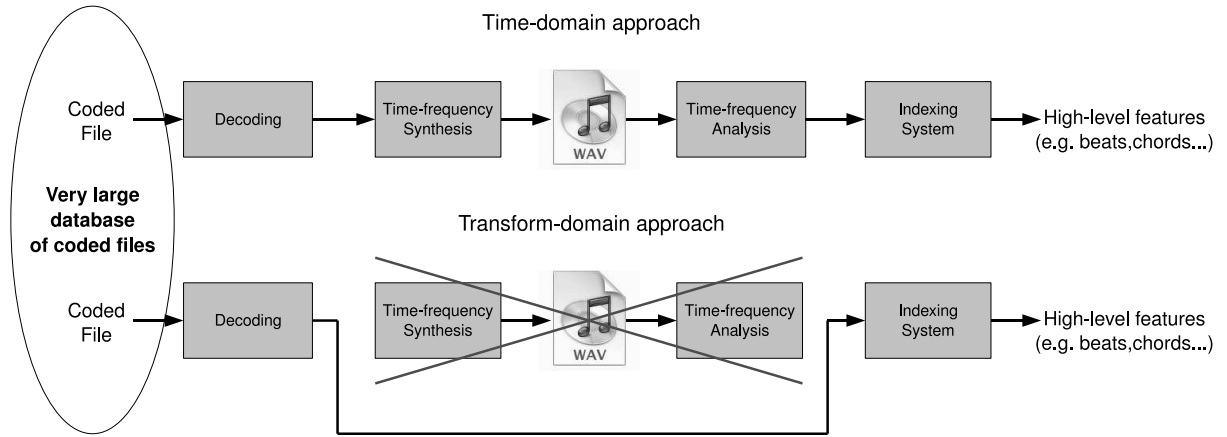 Time-domain approach
Coded
File
Decoding
Time-frequency
Synthesis
WAV
Time-frequency
Analysis
Indexing
System
High-level features
(e.g. beats,chords...)
Very large
database
of coded files
Transform-domain approach
Coded
File
Decoding
Time-frequency
Synthesis
WAV
Time-frequency
Analysis
Indexing
System
High-level features
(e.g. beats,chords...)